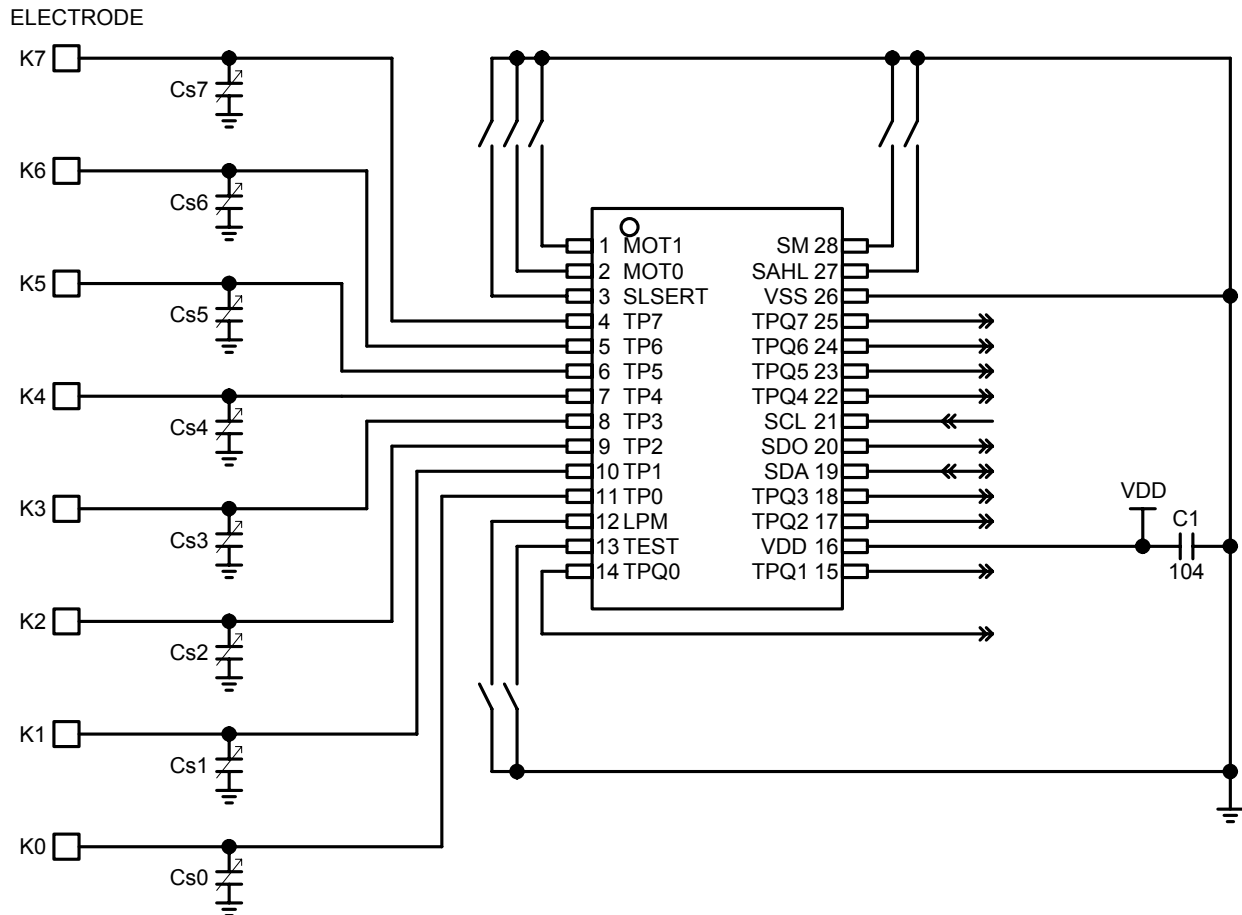 ELECTRODE
K7
Cs7
K6
Cs6
K5
Cs5
K4
Cs4
K3
Cs3
K2
Cs2
K1
Cs1
K0
Cs0
1 MOT1
2 MOT0
3 SLSERT
4 TP7
5 TP6
6 TP5
7 TP4
8 TP3
9 TP2
10 TP1
11 TP0
12 LPM
13 TEST
14 TPQ0
SM 28
SAHL 27
VSS 26
TPQ7 25
TPQ6 24
TPQ5 23
TPQ4 22
SCL 21
SDO 20
SDA 19
TPQ3 18
TPQ2 17
VDD 16
TPQ1 15
VDD
C1
104